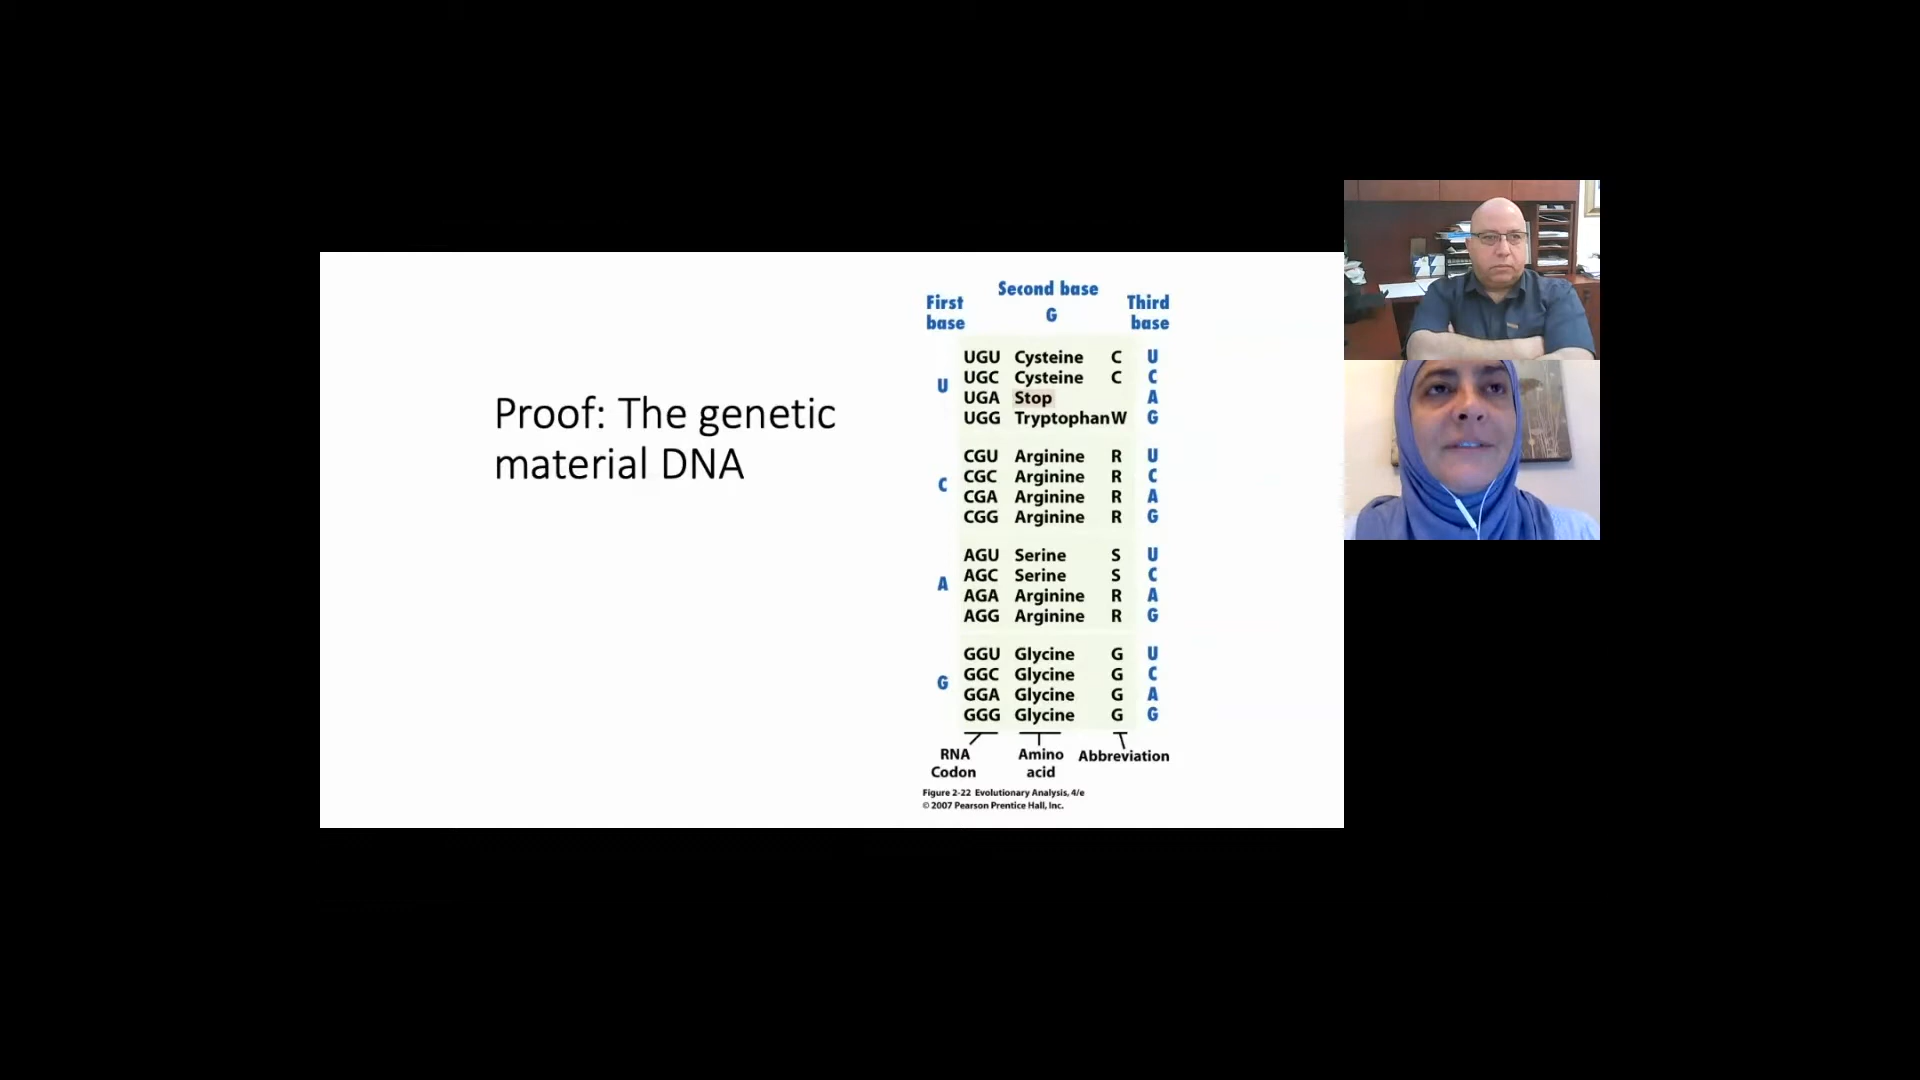 Proof: The genetic
material DNA
Second base
First G Third
base base
UGU Cysteine C U
U UGC Cysteine C C
UGA Stop A
UGG Tryptophan W G
CGU Arginine R U
C CGC Arginine R C
CGA Arginine R A
CGG Arginine R G
AGU Serine S U
A AGC Serine S C
AGA Arginine R A
AGG Arginine R G
GGU Glycine G U
G GGC Glycine G C
GGA Glycine G A
GGG Glycine G G
RNA Amino Abbreviation
Codon acid
Figure 2-22 Evolutionary Analysis, 4/e
© 2007 Pearson Prentice Hall, Inc.